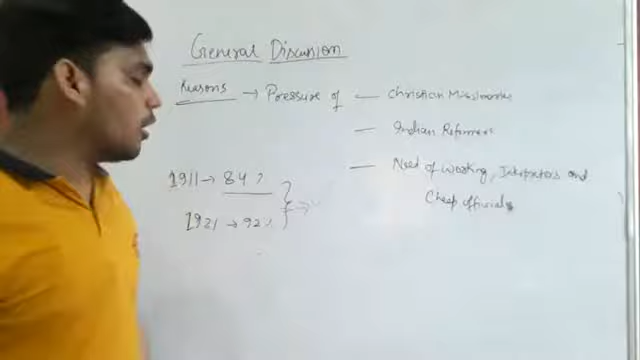 General Discussion
Reasons → Pressure of — Christian Missionaries
— Indian Reformers
— Need of working, Interpreters and
Cheap officials
1911 → 84%
1921 → 92%